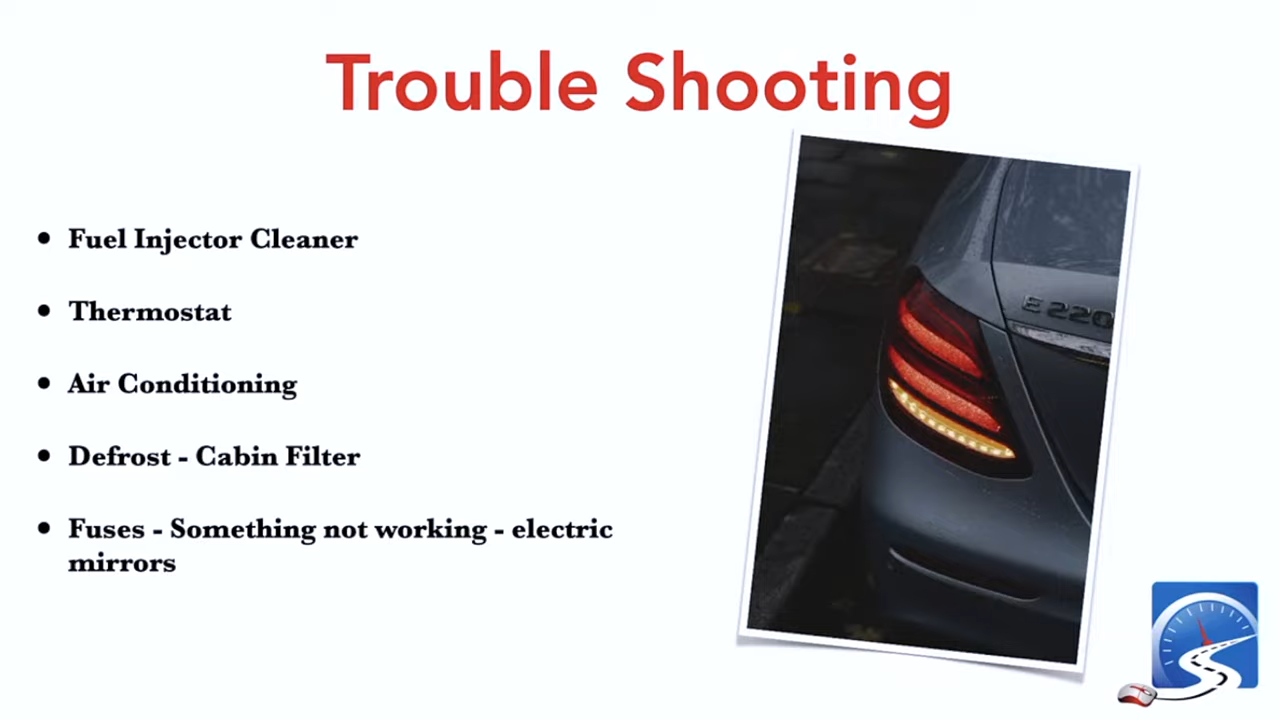 Trouble Shooting
• Fuel Injector Cleaner
• Thermostat
• Air Conditioning
• Defrost - Cabin Filter
• Fuses - Something not working - electric
mirrors
E 220